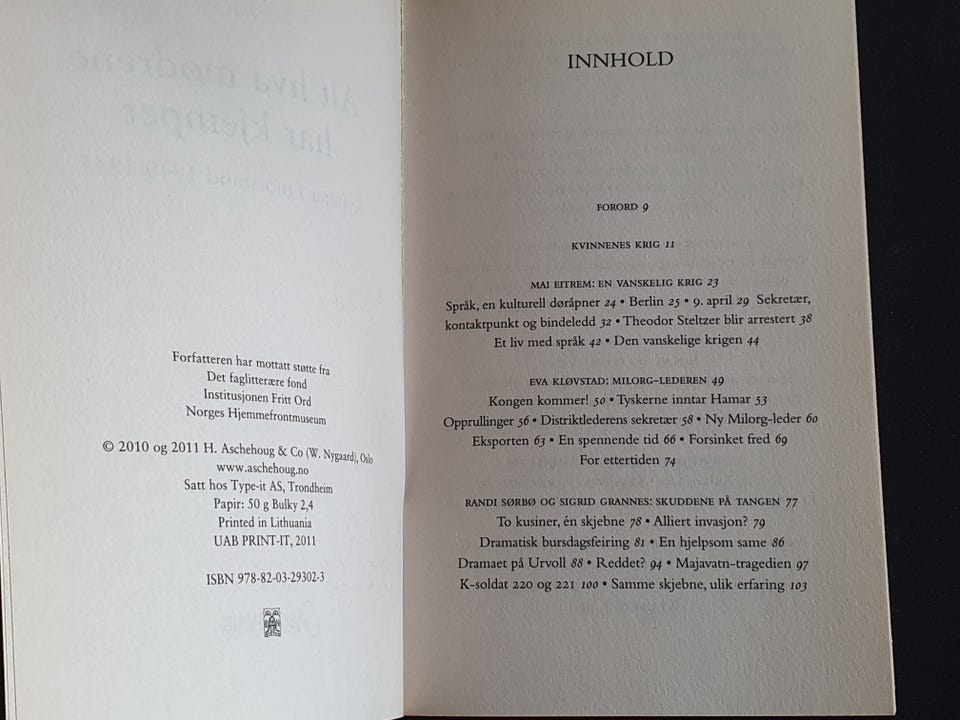 Forfatteren har mottatt støtte fra
Det faglitterære fond
Institusjonen Fritt Ord
Norges Hjemmefrontmuseum
© 2010 og 2011 H. Aschehoug & Co (W. Nygaard), Oslo
www.aschehoug.no
Satt hos Type-it AS, Trondheim
Papir: 50 g Bulky 2,4
Printed in Lithuania
UAB PRINT-IT, 2011
ISBN 978-82-03-29302-3
INNHOLD
FORORD 9
KVINNENES KRIG 11
MAI EITREM: EN VANSKELIG KRIG 23
Språk, en kulturell døråpner 24 • Berlin 25 • 9. april 29 Sekretær,
kontaktpunkt og bindeledd 32 • Theodor Steltzer blir arrestert 38
Et liv med språk 42 • Den vanskelige krigen 44
EVA KLØVSTAD: MILORG-LEDEREN 49
Kongen kommer! 50 • Tyskerne inntar Hamar 53
Opprullinger 56 • Distriktlederens sekretær 58 • Ny Milorg-leder 60
Eksporten 63 • En spennende tid 66 • Forsinket fred 69
For ettertiden 74
RANDI SØRBØ OG SIGRID GRANNES: SKUDDENE PÅ TANGEN 77
To kusiner, én skjebne 78 • Alliert invasjon? 79
Dramatisk bursdagsfeiring 81 • En hjelpsom same 86
Dramaet på Urvoll 88 • Reddet? 94 • Majavatn-tragedien 97
K-soldat 220 og 221 100 • Samme skjebne, ulik erfaring 103